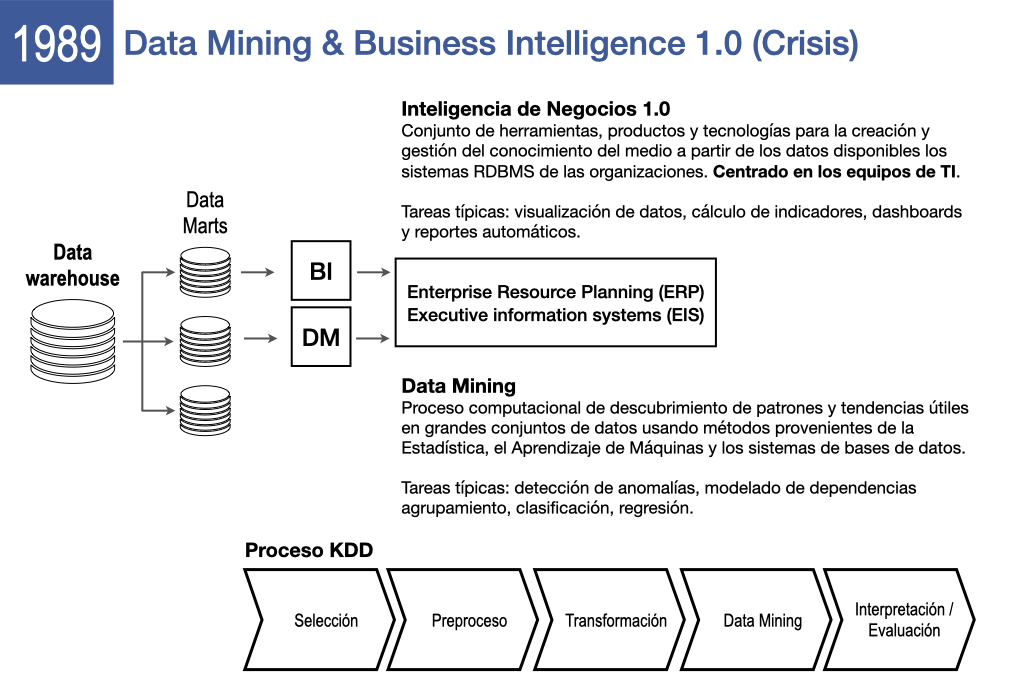 1989
Data Mining & Business Intelligence 1.0 (Crisis)
Inteligencia de Negocios 1.0
Conjunto de herramientas, productos y tecnologías para la creación y
gestión del conocimiento del medio a partir de los datos disponibles los
sistemas RDBMS de las organizaciones. Centrado en los equipos de TI.
Tareas típicas: visualización de datos, cálculo de indicadores, dashboards
y reportes automáticos.
Data
Marts
Data
warehouse
BI
DM
Enterprise Resource Planning (ERP)
Executive information systems (EIS)
Data Mining
Proceso computacional de descubrimiento de patrones y tendencias útiles
en grandes conjuntos de datos usando métodos provenientes de la
Estadística, el Aprendizaje de Máquinas y los sistemas de bases de datos.
Tareas típicas: detección de anomalías, modelado de dependencias
agrupamiento, clasificación, regresión.
Proceso KDD
Selección
Preproceso
Transformación
Data Mining
Interpretación /
Evaluación